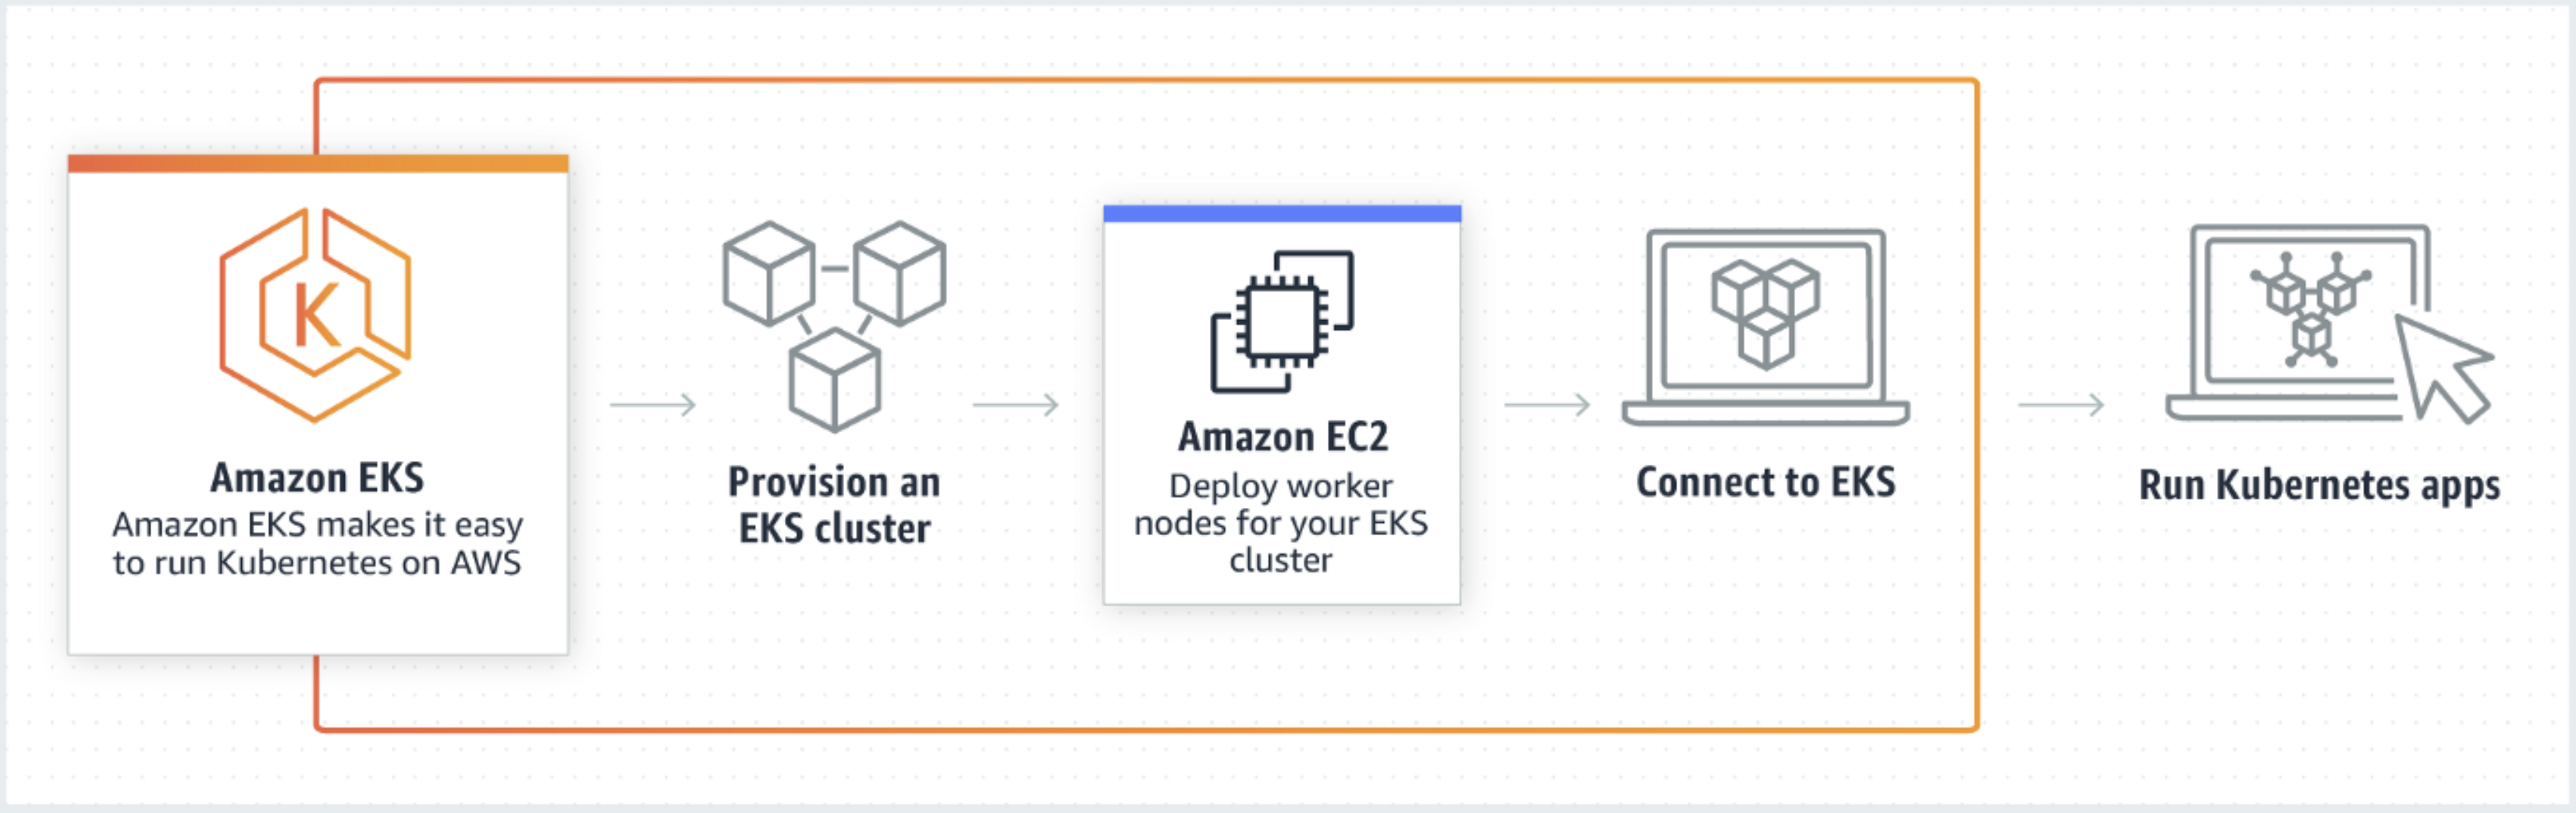 K
Amazon EKS
Amazon EKS makes it easy
to run Kubernetes on AWS
Provision an
EKS cluster
Amazon EC2
Deploy worker
nodes for your EKS
cluster
Connect to EKS
Run Kubernetes apps